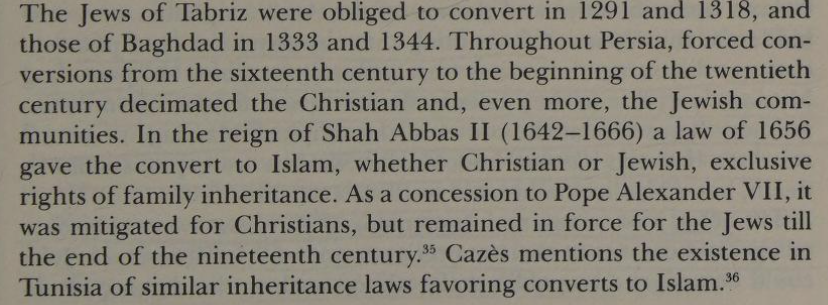 The Jews of Tabriz were obliged to convert in 1291 and 1318, and
those of Baghdad in 1333 and 1344. Throughout Persia, forced con-
versions from the sixteenth century to the beginning of the twentieth
century decimated the Christian and, even more, the Jewish com-
munities. In the reign of Shah Abbas II (1642–1666) a law of 1656
gave the convert to Islam, whether Christian or Jewish, exclusive
rights of family inheritance. As a concession to Pope Alexander VII, it
was mitigated for Christians, but remained in force for the Jews till
the end of the nineteenth century.³⁵ Cazès mentions the existence in
Tunisia of similar inheritance laws favoring converts to Islam.³⁶